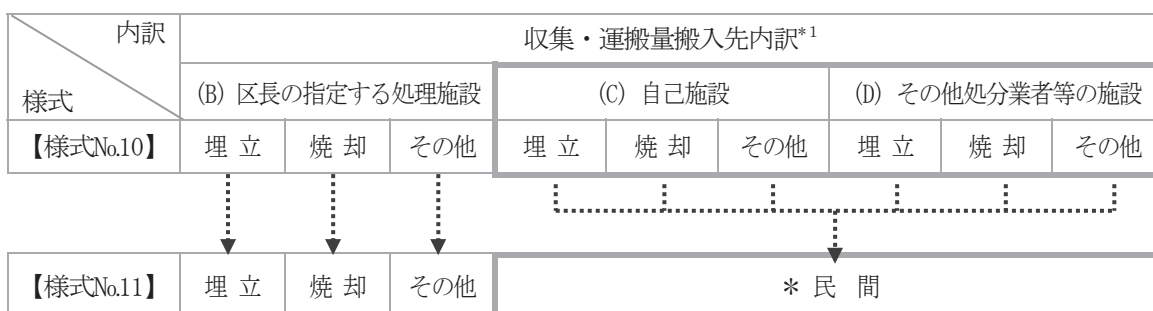 内訳
様式
収集・運搬量搬入先内訳*1
(B) 区長の指定する処理施設 (C) 自己施設 (D) その他処分業者等の施設
【様式№10】 埋 立 焼 却 その他 埋 立 焼 却 その他 埋 立 焼 却 その他
【様式№11】 埋 立 焼 却 その他 * 民 間